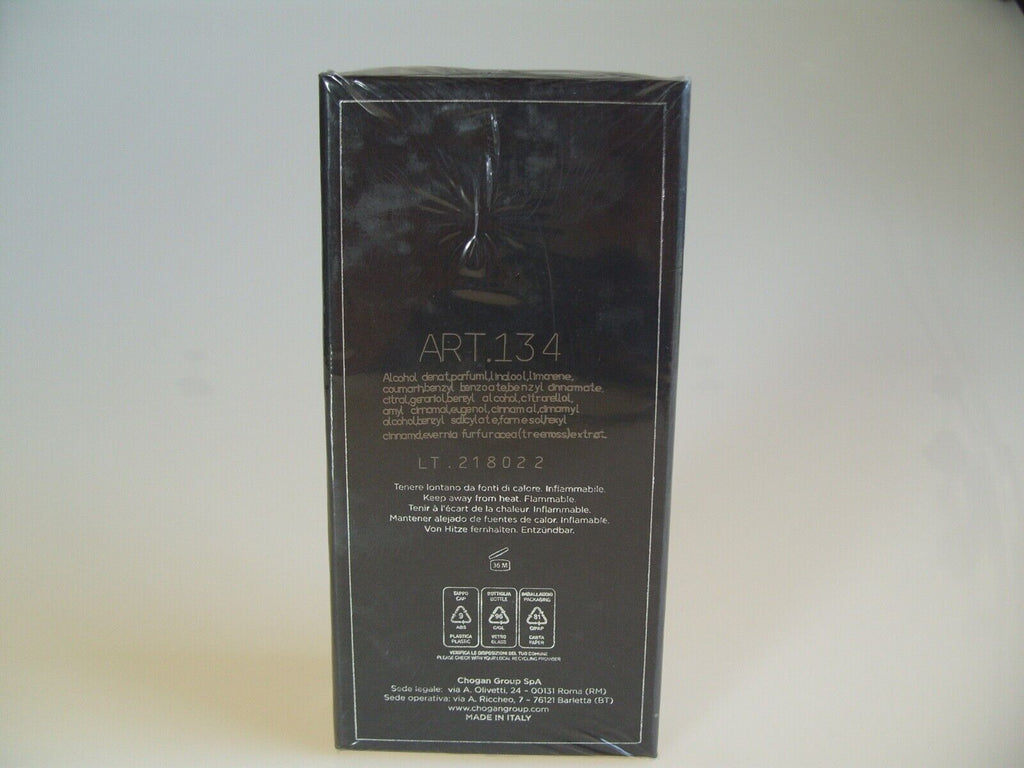 ART.134
Alcohol denat,parfum,linalool,limonene,
coumarin,benzyl benzoate,benzyl cinnamate,
citral,geraniol,benzyl alcohol,citronellol,
amyl cinnamal,eugenol,cinnamal,cinnamyl
alcohol,benzyl salicylate,farnesol,hexyl
cinnamal,evernia furfuracea(treemoss)extract.
LT.218022
Tenere lontano da fonti di calore. Infiammabile.
Keep away from heat. Flammable.
Tenir à l'écart de la chaleur. Inflammable.
Mantener alejado de fuentes de calor. Inflamable.
Von Hitze fernhalten. Entzündbar.
36 M
TAPPO BOTTIGLIA IMBALLAGGIO
CAP BOTTLE PACKAGING
9 96 81
ABS C/PAP
PLASTICA VETRO CARTA
PLASTIC GLASS PAPER
VERIFICA LE DISPOSIZIONI DEL TUO COMUNE
PLEASE CHECK WITH YOUR LOCAL RECYCLING PROVIDER
Chogan Group SpA
Sede legale: via A. Olivetti, 24 - 00131 Roma (RM)
Sede operativa: via A. Riccheo, 7 - 76121 Barletta (BT)
www.chogangroup.com
MADE IN ITALY